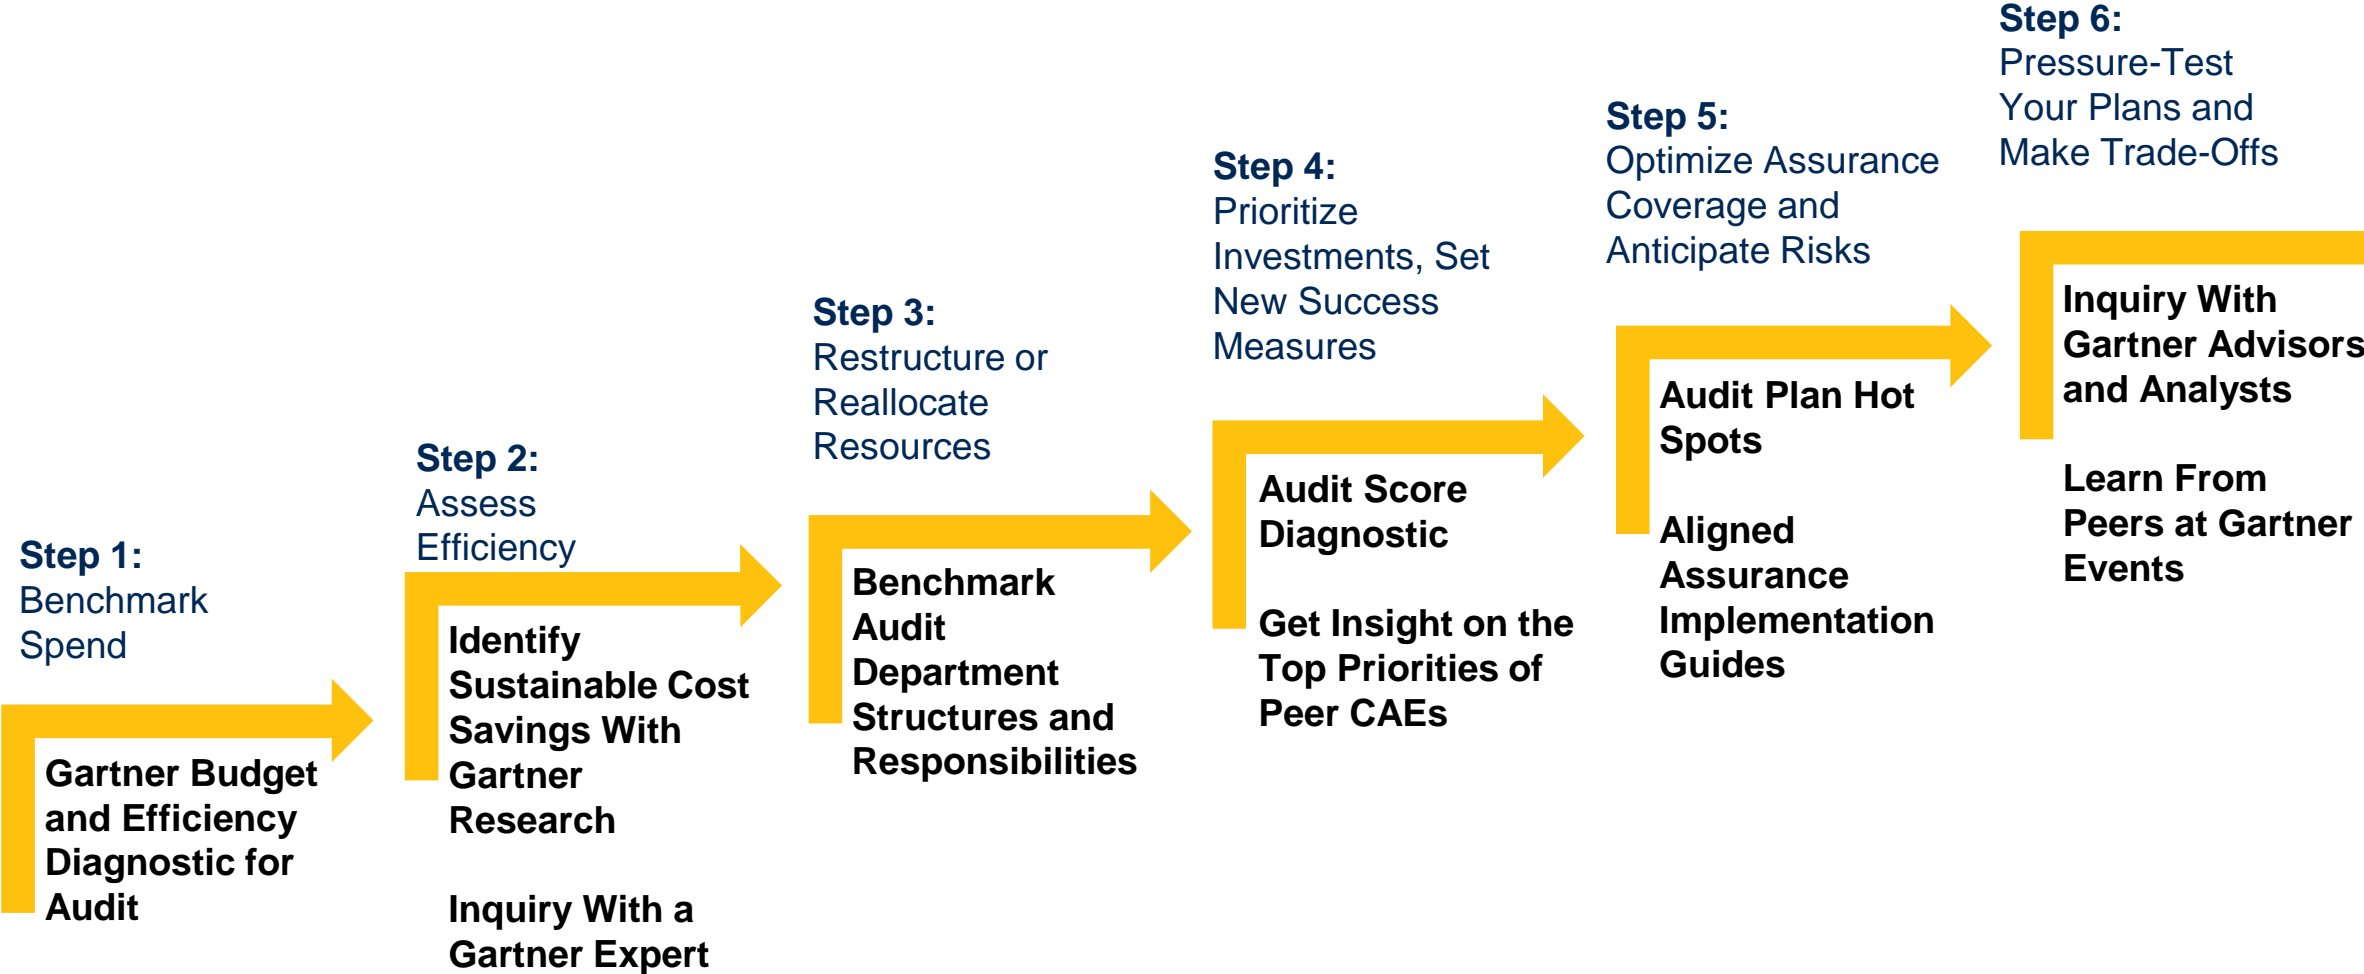 Step 1:
Benchmark
Spend
Gartner Budget
and Efficiency
Diagnostic for
Audit
Step 2:
Assess
Efficiency
Identify
Sustainable Cost
Savings With
Gartner
Research
Inquiry With a
Gartner Expert
Step 3:
Restructure or
Reallocate
Resources
Benchmark
Audit
Department
Structures and
Responsibilities
Step 4:
Prioritize
Investments, Set
New Success
Measures
Audit Score
Diagnostic
Get Insight on the
Top Priorities of
Peer CAEs
Step 5:
Optimize Assurance
Coverage and
Anticipate Risks
Audit Plan Hot
Spots
Aligned
Assurance
Implementation
Guides
Step 6:
Pressure-Test
Your Plans and
Make Trade-Offs
Inquiry With
Gartner Advisors
and Analysts
Learn From
Peers at Gartner
Events